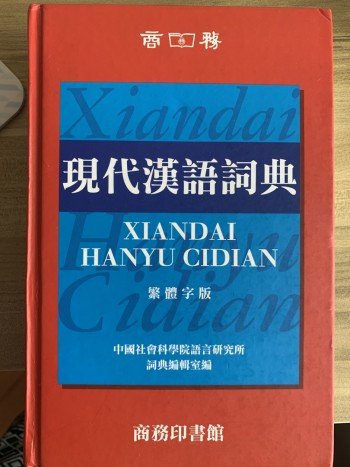 商務
Xiandai
現代漢語詞典
XIANDAI
HANYU CIDIAN
Hanyu
繁體字版
Cidian
中國社會科學院語言研究所
詞典編輯室編
商務印書館